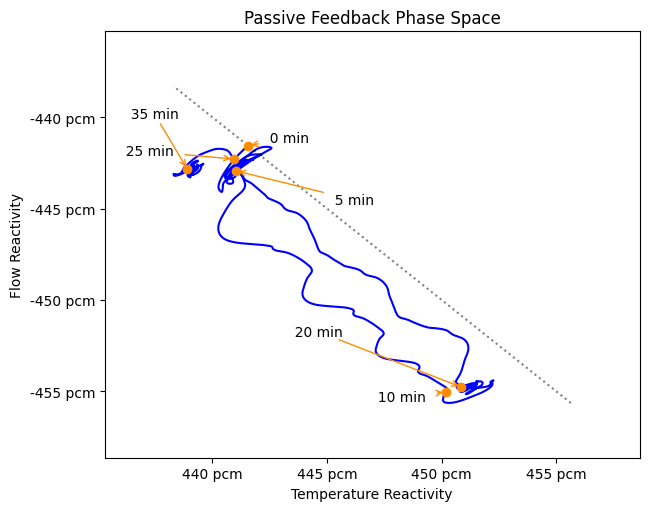 Passive Feedback Phase Space
Flow Reactivity
-440 pcm
-445 pcm
-450 pcm
-455 pcm
35 min
0 min
25 min
5 min
20 min
10 min
440 pcm
445 pcm
450 pcm
455 pcm
Temperature Reactivity